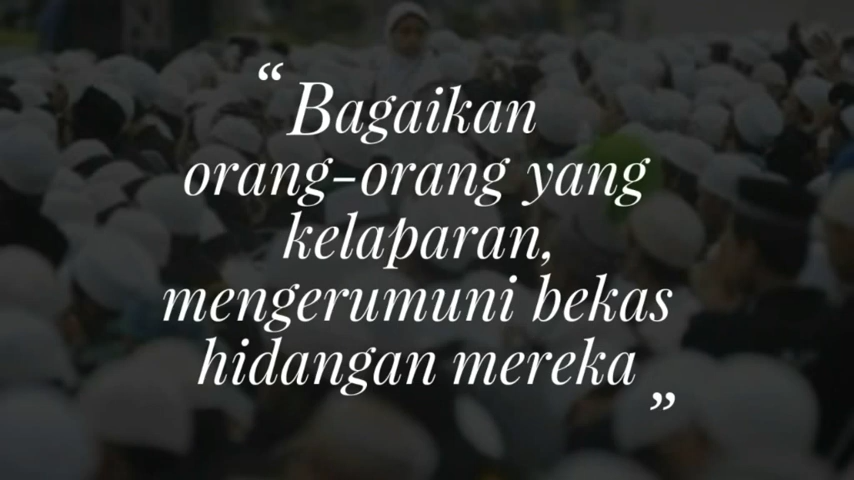 “ Bagaikan
orang-orang yang
kelaparan,
mengerumuni bekas
hidangan mereka ”